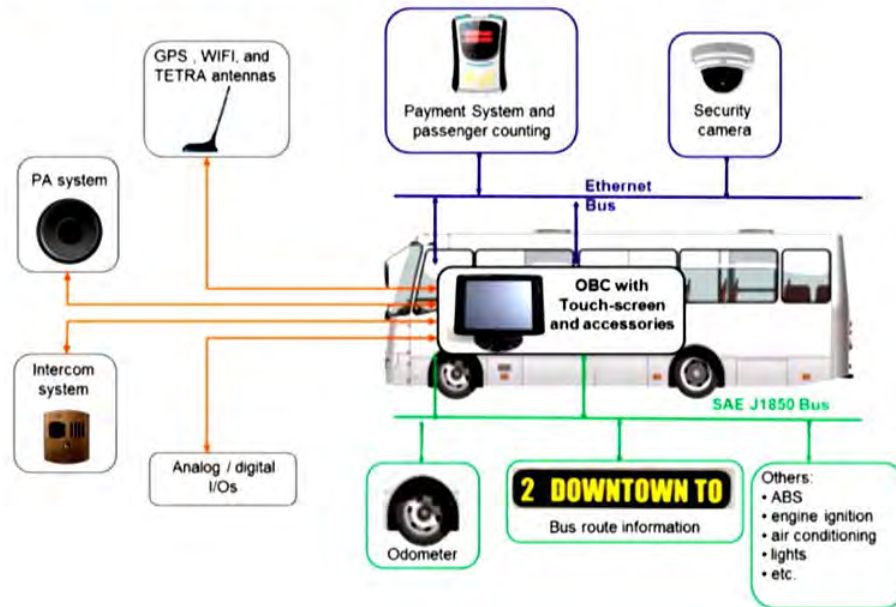 GPS , WIFI, and
TETRA antennas
Payment System and
passenger counting
Security
camera
PA system
Ethernet
Bus
OBC with
Touch-screen
and accessories
Intercom
system
SAE J1850 Bus
Analog / digital
I/Os
Odometer
2 DOWNTOWN TO
Bus route information
Others:
• ABS
• engine ignition
• air conditioning
• lights
• etc.